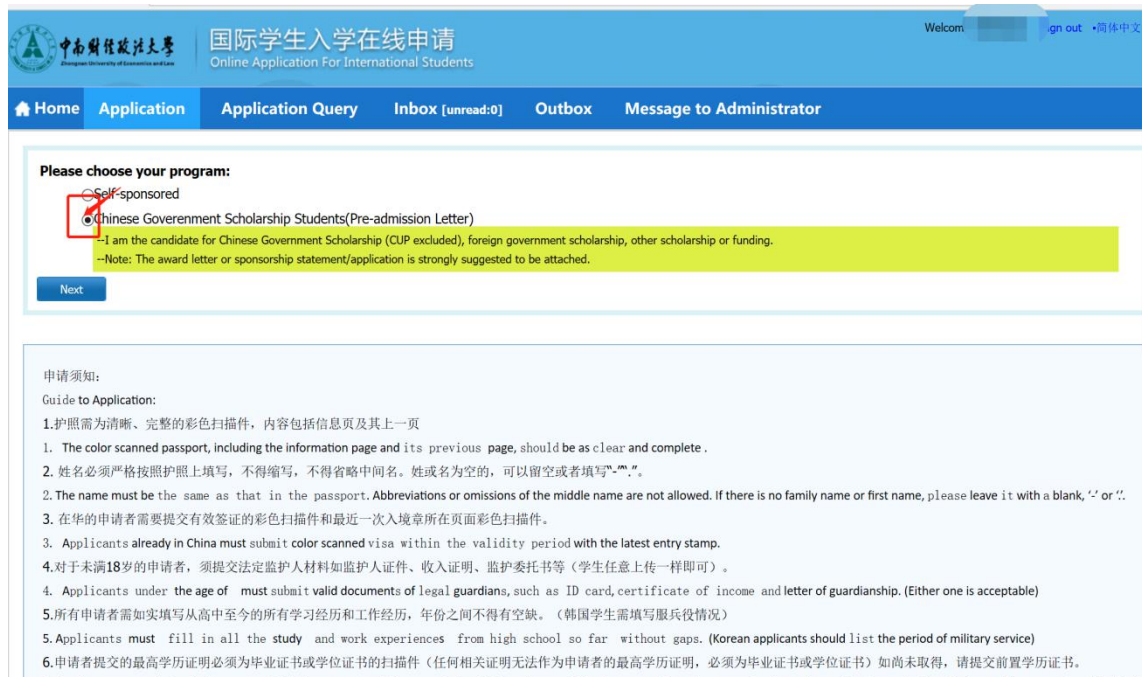 中南财经政法大学
Zhongnan University of Economics and Law
国际学生入学在线申请
Online Application For International Students
Welcom
gn out •简体中文
Home Application Application Query Inbox [unread:0] Outbox Message to Administrator
Please choose your program:
Self-sponsored
Chinese Goverenment Scholarship Students(Pre-admission Letter)
--I am the candidate for Chinese Government Scholarship (CUP excluded), foreign government scholarship, other scholarship or funding.
--Note: The award letter or sponsorship statement/application is strongly suggested to be attached.
Next
申请须知:
Guide to Application:
1.护照需为清晰、完整的彩色扫描件，内容包括信息页及其上一页
1. The color scanned passport, including the information page and its previous page, should be as clear and complete .
2. 姓名必须严格按照护照上填写，不得缩写，不得省略中间名。姓或名为空的，可以留空或者填写“-”“.”。
2. The name must be the same as that in the passport. Abbreviations or omissions of the middle name are not allowed. If there is no family name or first name, please leave it with a blank, ‘-’ or ‘.’.
3. 在华的申请者需要提交有效签证的彩色扫描件和最近一次入境章所在页面彩色扫描件。
3. Applicants already in China must submit color scanned visa within the validity period with the latest entry stamp.
4.对于未满18岁的申请者，须提交法定监护人材料如监护人证件、收入证明、监护委托书等（学生任意上传一样即可）。
4. Applicants under the age of must submit valid documents of legal guardians, such as ID card, certificate of income and letter of guardianship. (Either one is acceptable)
5.所有申请者需如实填写从高中至今的所有学习经历和工作经历，年份之间不得有空缺。（韩国学生需填写服兵役情况）
5. Applicants must fill in all the study and work experiences from high school so far without gaps. (Korean applicants should list the period of military service)
6.申请者提交的最高学历证明必须为毕业证书或学位证书的扫描件（任何相关证明无法作为申请者的最高学历证明，必须为毕业证书或学位证书）如尚未取得，请提交前置学历证书。